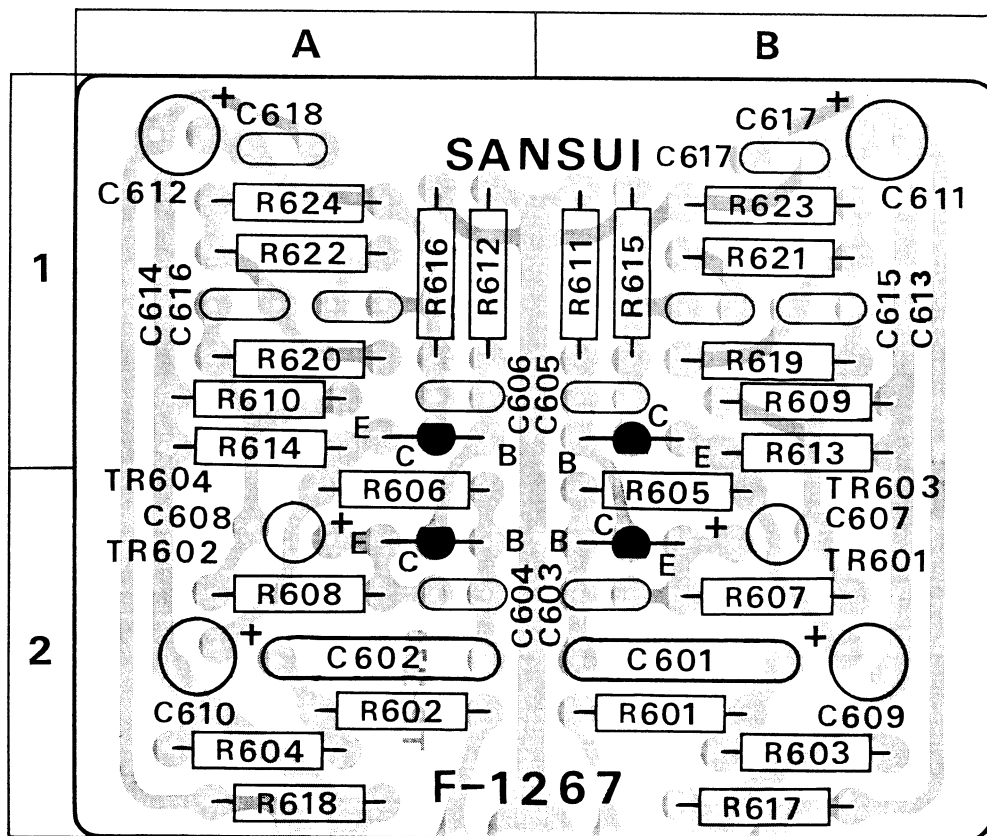 A B
1
2
+ C618
C612
SANSUI
C617 +
C617
C611
R624
R623
R622
R621
R616
R612
R611
R615
C614
C616
C615
C613
R620
R619
C606
C605
R610
R609
R614
R613
E C B
B C E
TR604
R606
R605
TR603
C608 +
+ C607
TR602
E C B
B C E
TR601
R608
R607
C604
C603
+ C602
C601 +
C610
R602
R601
C609
R604
R603
R618
F-1267
R617